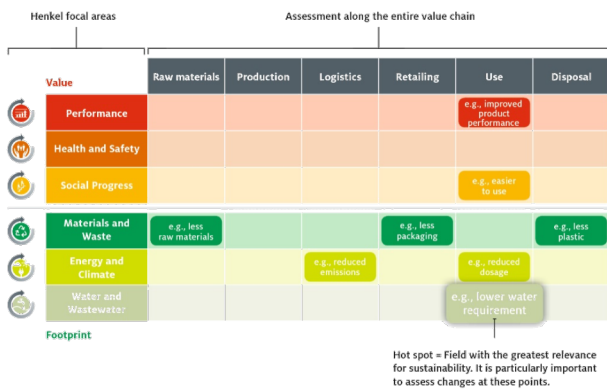 Henkel focal areas
Assessment along the entire value chain
Value
Raw materials
Production
Logistics
Retailing
Use
Disposal
Performance
e.g., improved
product
performance
Health and Safety
Social Progress
e.g., easier
to use
Materials and
Waste
e.g., less
raw materials
e.g., less
packaging
e.g., less
plastic
Energy and
Climate
e.g., reduced
emissions
e.g., reduced
dosage
Water and
Wastewater
e.g., lower water
requirement
Footprint
Hot spot = Field with the greatest relevance
for sustainability. It is particularly important
to assess changes at these points.